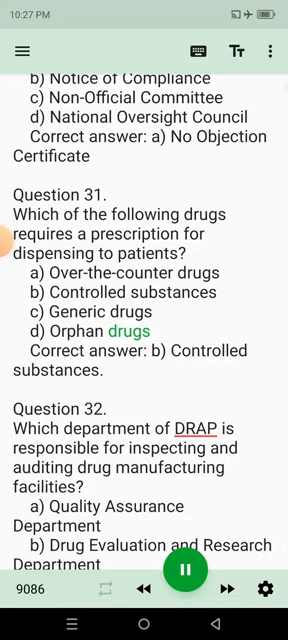 10:27 PM
b) Notice of Compliance
c) Non-Official Committee
d) National Oversight Council
Correct answer: a) No Objection
Certificate
Question 31.
Which of the following drugs
requires a prescription for
dispensing to patients?
a) Over-the-counter drugs
b) Controlled substances
c) Generic drugs
d) Orphan drugs
Correct answer: b) Controlled
substances.
Question 32.
Which department of DRAP is
responsible for inspecting and
auditing drug manufacturing
facilities?
a) Quality Assurance
Department
b) Drug Evaluation and Research
Department
9086